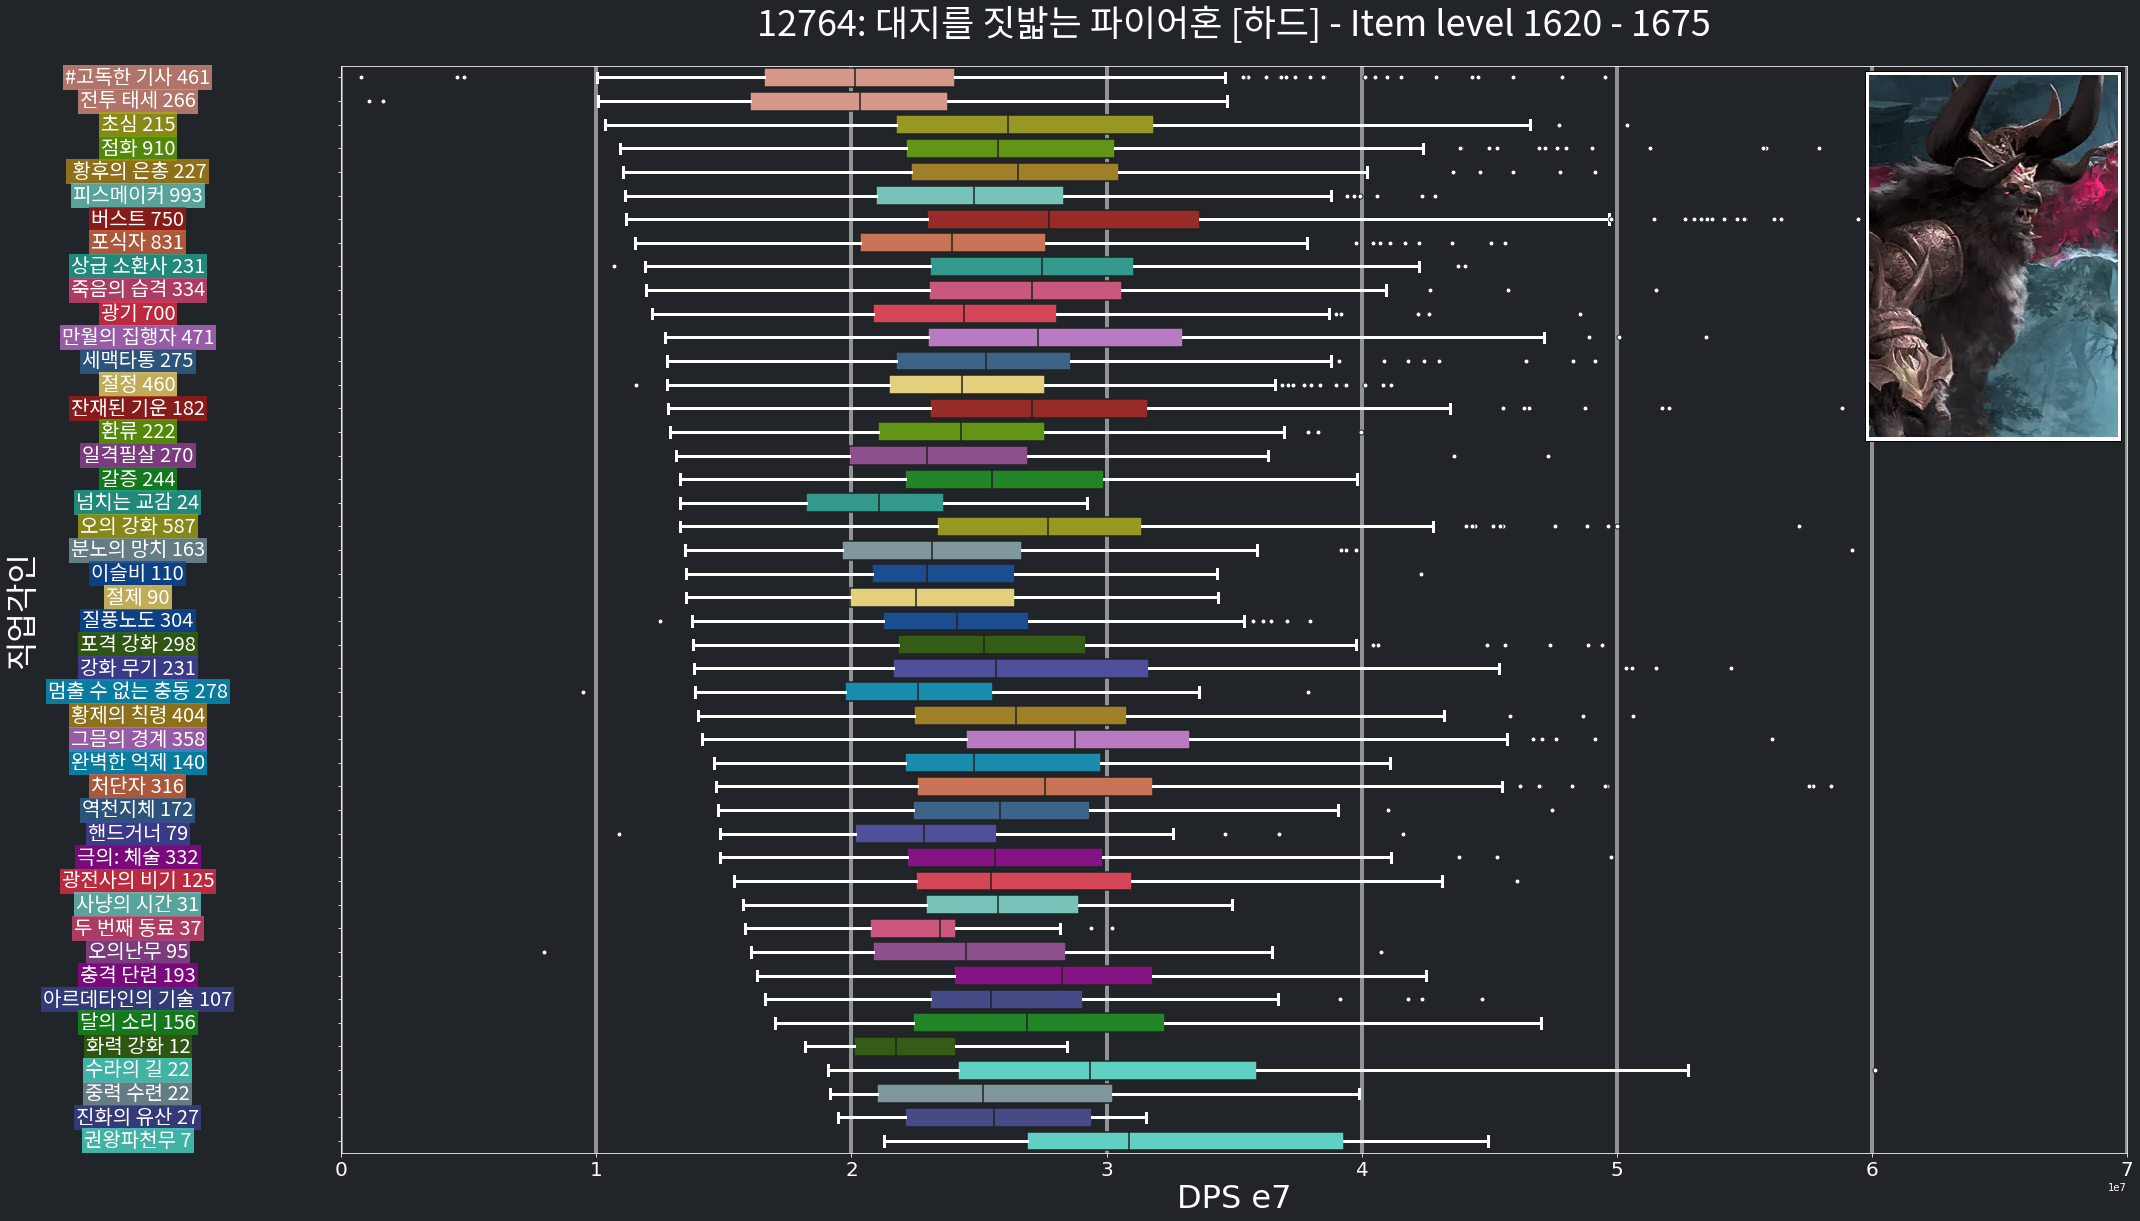 12764: 대지를 짓밟는 파이어혼 [하드] - Item level 1620 - 1675
#고독한 기사 461
전투 태세 266
초심 215
점화 910
황후의 은총 227
피스메이커 993
버스트 750
포식자 831
상급 소환사 231
죽음의 습격 334
광기 700
만월의 집행자 471
세맥타통 275
절정 460
잔재된 기운 182
환류 222
일격필살 270
갈증 244
넘치는 교감 24
오의 강화 587
분노의 망치 163
이슬비 110
절제 90
질풍노도 304
포격 강화 298
강화 무기 231
멈출 수 없는 충동 278
황제의 칙령 404
그믐의 경계 358
완벽한 억제 140
처단자 316
역천지체 172
핸드거너 79
극의: 체술 332
광전사의 비기 125
사냥의 시간 31
두 번째 동료 37
오의난무 95
충격 단련 193
아르데타인의 기술 107
달의 소리 156
화력 강화 12
수라의 길 22
중력 수련 22
진화의 유산 27
권왕파천무 7
직업각인
0 1 2 3 4 5 6 7
1e7
DPS e7